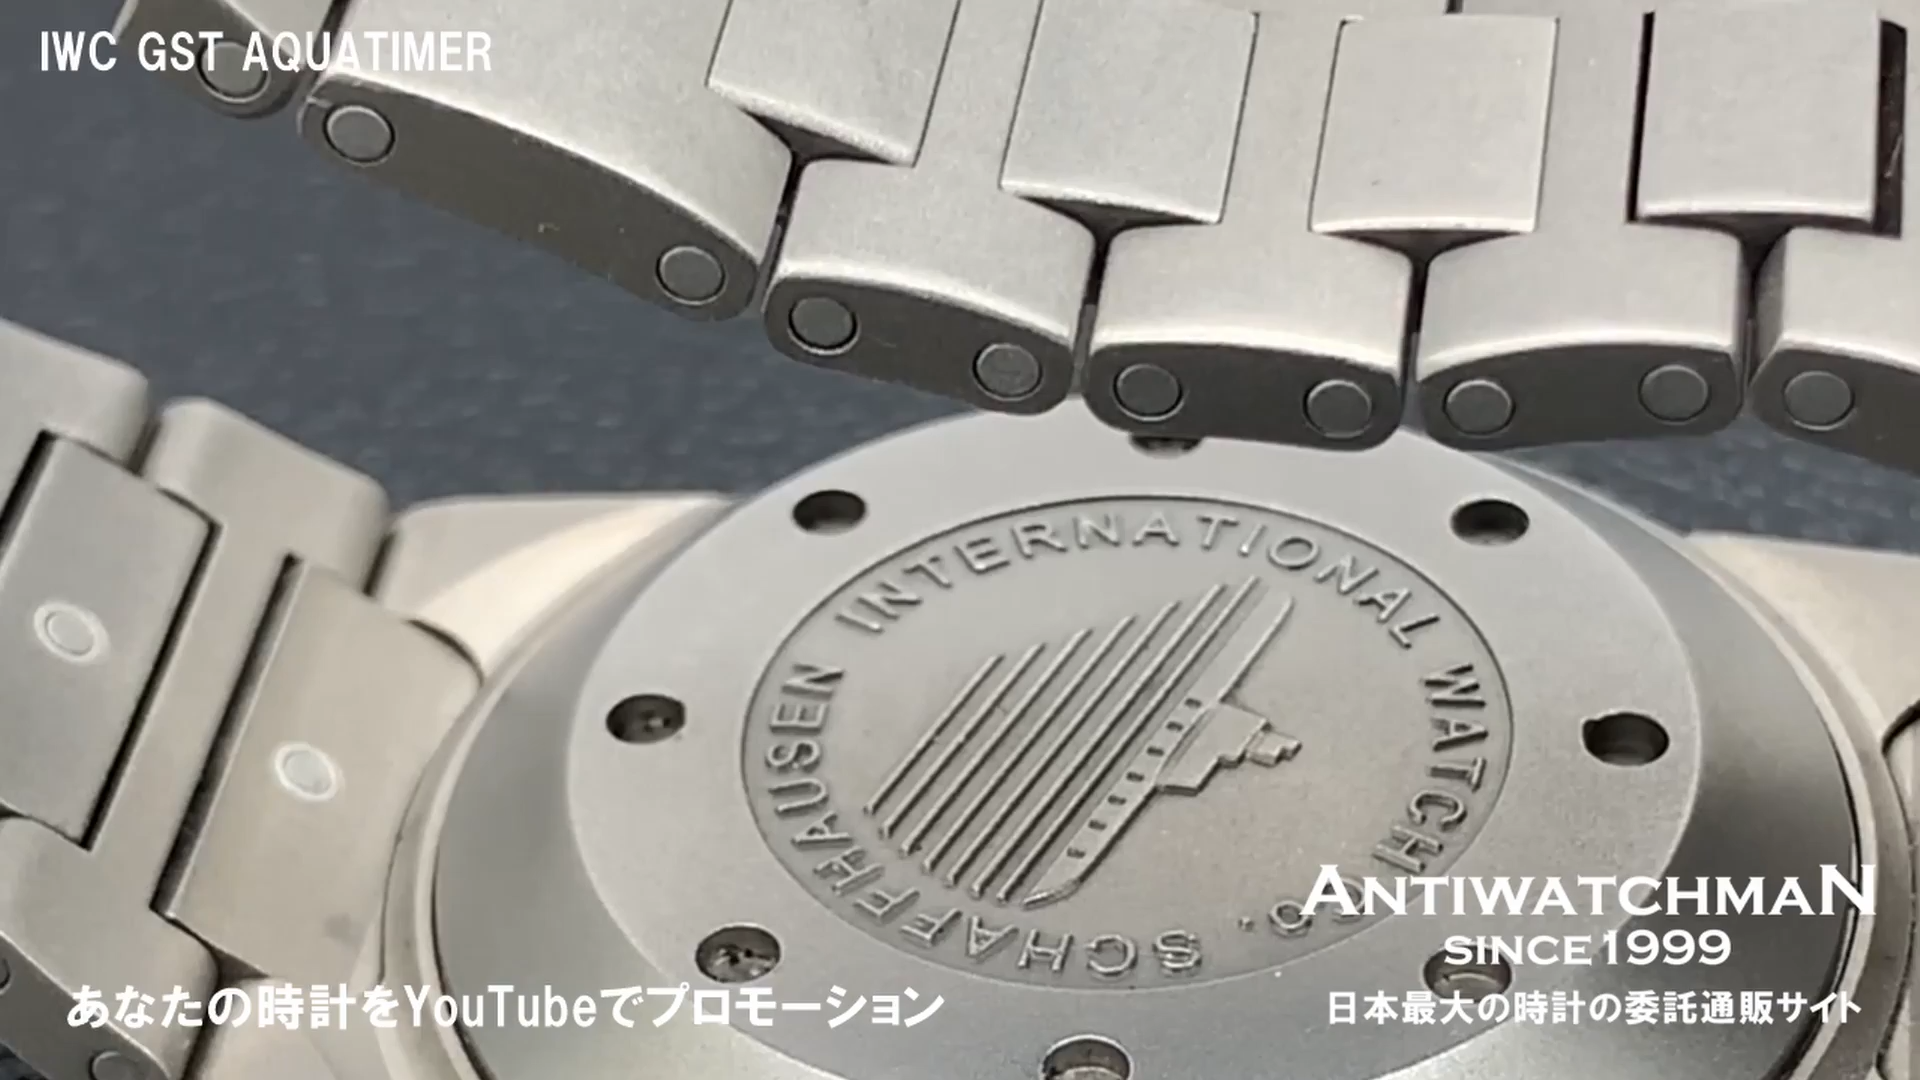 IWC GST AQUATIMER
INTERNATIONAL WATCH CO. SCHAFFHAUSEN
ANTIWATCHMAN
SINCE 1999
あなたの時計をYouTubeでプロモーション
日本最大の時計の委託通販サイト